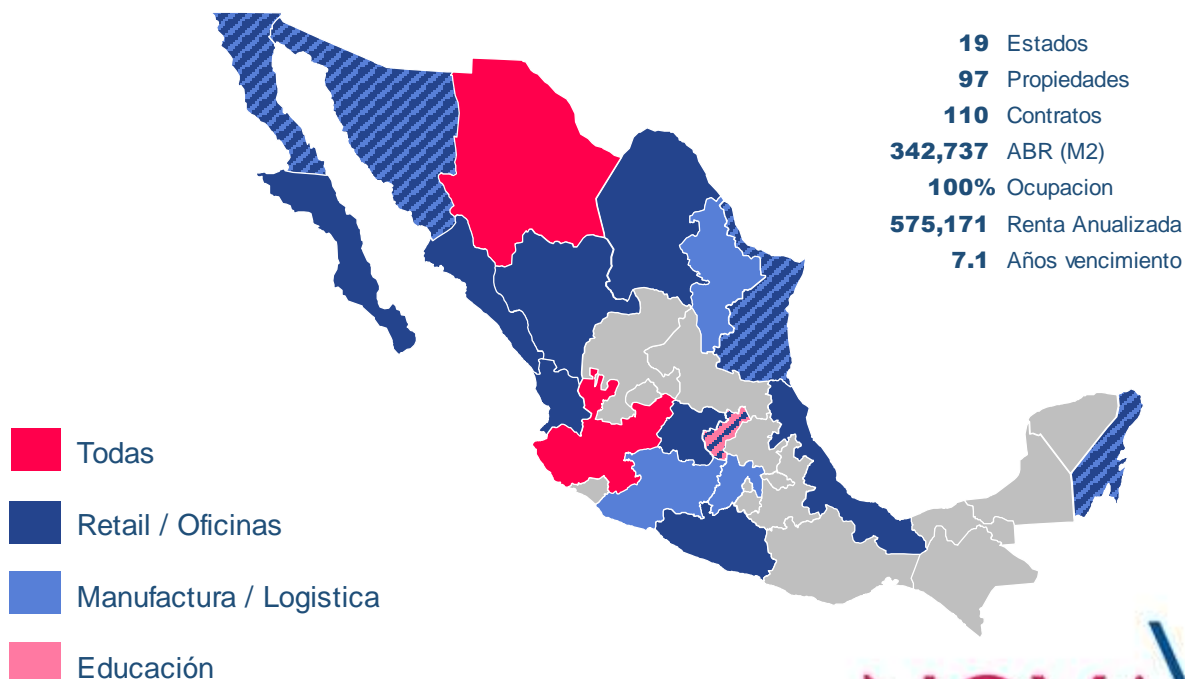 19 Estados
97 Propiedades
110 Contratos
342,737 ABR (M2)
100% Ocupacion
575,171 Renta Anualizada
7.1 Años vencimiento
Todas
Retail / Oficinas
Manufactura / Logistica
Educación